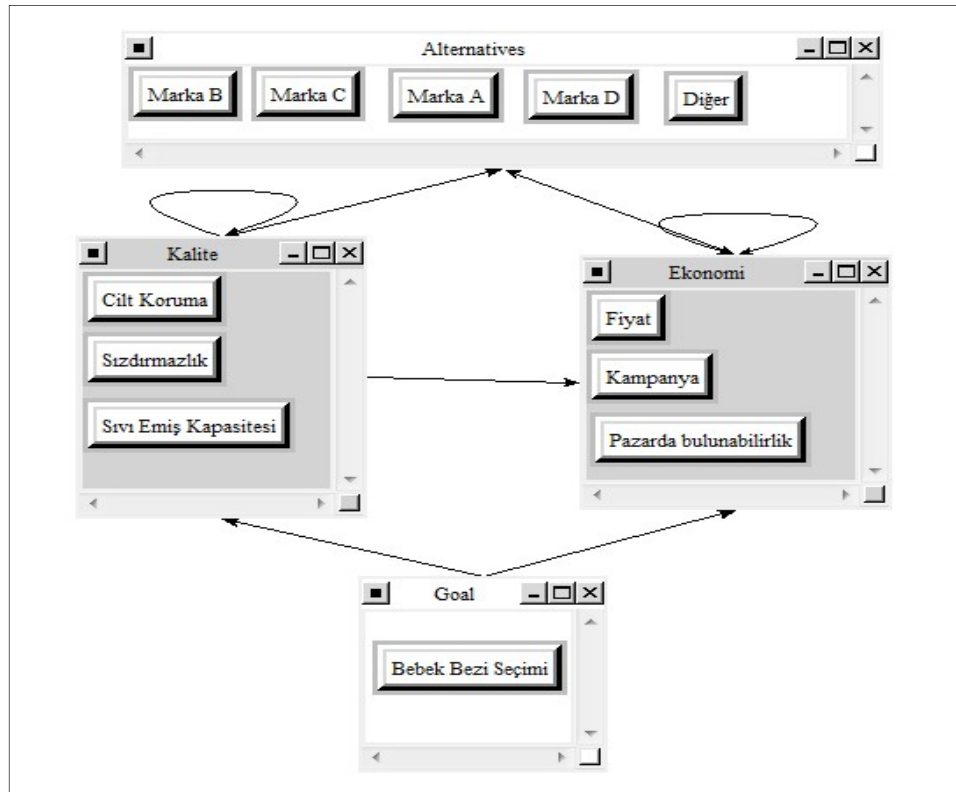 Alternatives
Marka B Marka C Marka A Marka D Diğer
Kalite
Cilt Koruma
Sızdırmazlık
Sıvı Emiş Kapasitesi
Ekonomi
Fiyat
Kampanya
Pazarda bulunabilirlik
Goal
Bebek Bezi Seçimi